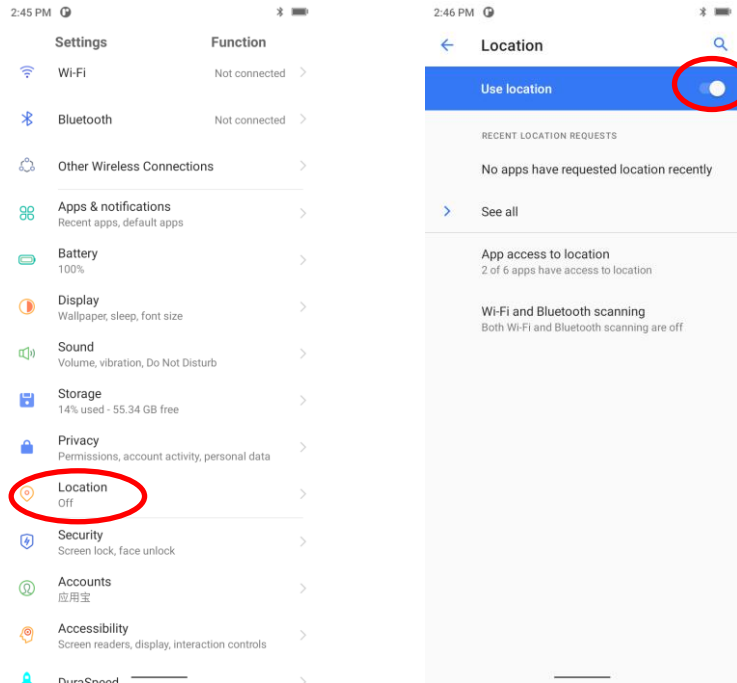 2:45 PM
Settings
Function
Wi-Fi
Not connected
Bluetooth
Not connected
Other Wireless Connections
Apps & notifications
Recent apps, default apps
Battery
100%
Display
Wallpaper, sleep, font size
Sound
Volume, vibration, Do Not Disturb
Storage
14% used - 55.34 GB free
Privacy
Permissions, account activity, personal data
Location
Off
Security
Screen lock, face unlock
Accounts
应用宝
Accessibility
Screen readers, display, interaction controls
DuraSpeed
2:46 PM
Location
Use location
RECENT LOCATION REQUESTS
No apps have requested location recently
See all
App access to location
2 of 6 apps have access to location
Wi-Fi and Bluetooth scanning
Both Wi-Fi and Bluetooth scanning are off